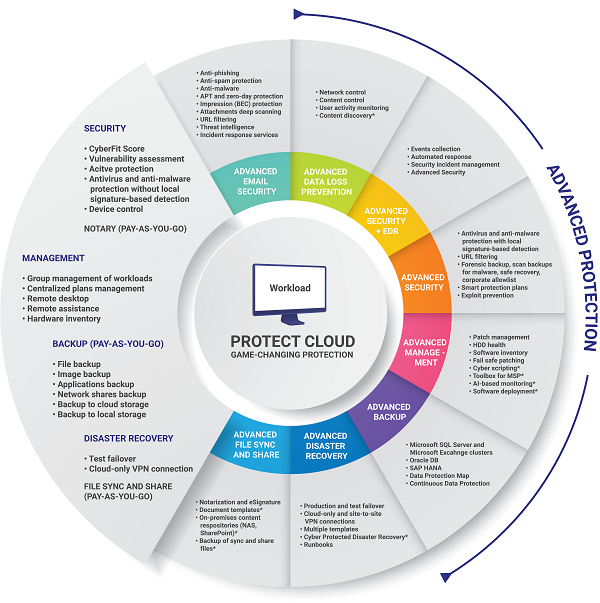 • Anti-phishing
• Anti-spam protection
• Anti-malware
• APT and zero-day protection
• Impression (BEC) protection
• Attachments deep scanning
• URL filtering
• Threat intelligence
• Incident response services
• Network control
• Content control
• User activity monitoring
• Content discovery*
• Events collection
• Automated response
• Security incident management
• Advanced Security
• Antivirus and anti-malware
protection with local
signature-based detection
• URL filtering
• Forensic backup, scan backups
for malware, safe recovery,
corporate allowlist
• Smart protection plans
• Exploit prevention
• Patch management
• HDD health
• Software inventory
• Fail safe patching
• Cyber scripting*
• Toolbox for MSP*
• AI-based monitoring*
• Software deployment*
• Microsoft SQL Server and
Microsoft Excahnge clusters
• Oracle DB
• SAP HANA
• Data Protection Map
• Continuous Data Protection
• Production and test failover
• Cloud-only and site-to-site
VPN connections
• Multiple templates
• Cyber Protected Disaster Recovery*
• Runbooks
• Notarization and eSignature
• Document templates*
• On-premises content
respositories (NAS,
SharePoint)*
• Backup of sync and share
files*
SECURITY
• CyberFit Score
• Vulnerability assessment
• Acitve protection
• Antivirus and anti-malware
protection without local
signature-based detection
• Device control
NOTARY (PAY-AS-YOU-GO)
MANAGEMENT
• Group management of workloads
• Centralized plans management
• Remote desktop
• Remote assistance
• Hardware inventory
BACKUP (PAY-AS-YOU-GO)
• File backup
• Image backup
• Applications backup
• Network shares backup
• Backup to cloud storage
• Backup to local storage
DISASTER RECOVERY
• Test failover
• Cloud-only VPN connection
FILE SYNC AND SHARE
(PAY-AS-YOU-GO)
ADVANCED
EMAIL
SECURITY
ADVANCED
DATA LOSS
PREVENTION
ADVANCED
SECURITY
+ EDR
ADVANCED
SECURITY
ADVANCED
MANAGE -
MENT
ADVANCED
BACKUP
ADVANCED
DISASTER
RECOVERY
ADVANCED
FILE SYNC
AND SHARE
Workload
PROTECT CLOUD
GAME-CHANGING PROTECTION
ADVANCED PROTECTION